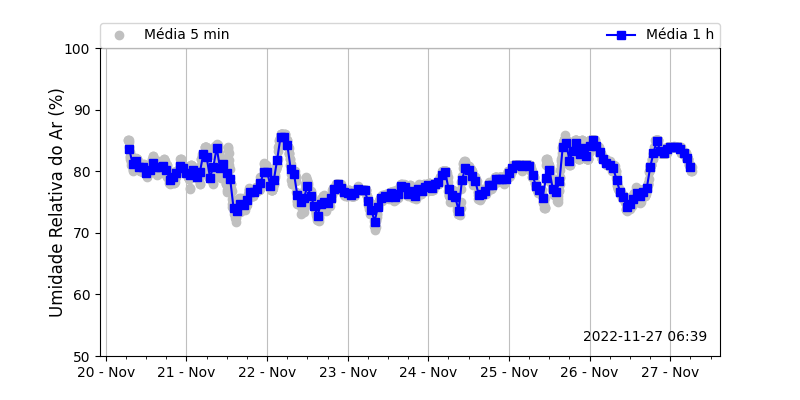 Média 5 min
Média 1 h
Umidade Relativa do Ar (%)
100
90
80
70
60
50
2022-11-27 06:39
20 - Nov
21 - Nov
22 - Nov
23 - Nov
24 - Nov
25 - Nov
26 - Nov
27 - Nov